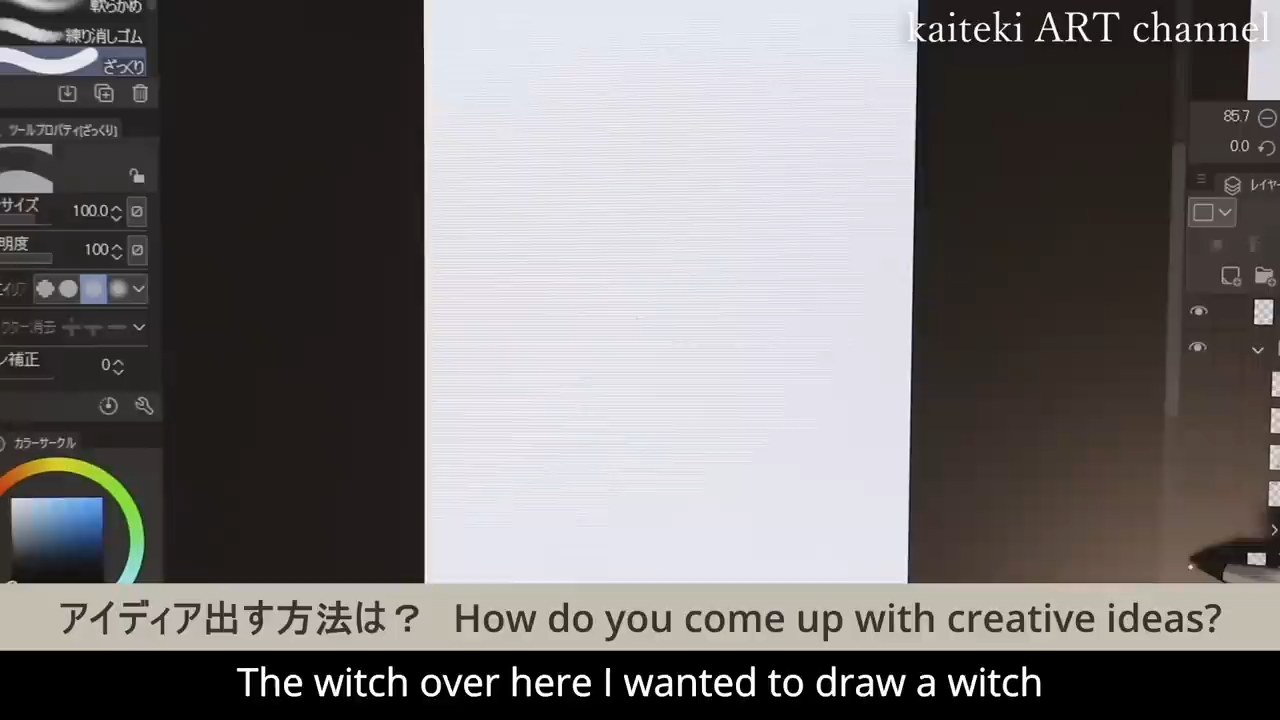 軟らかめ
kaiteki ART channel
練り消しゴム
ざっくり
85.7
ツールプロパティ[ざっくり]
0.0
サイズ 100.0
レイヤ
明度 100
ン補正 0
カラーサークル
アイディア出す方法は？ How do you come up with creative ideas?
The witch over here I wanted to draw a witch